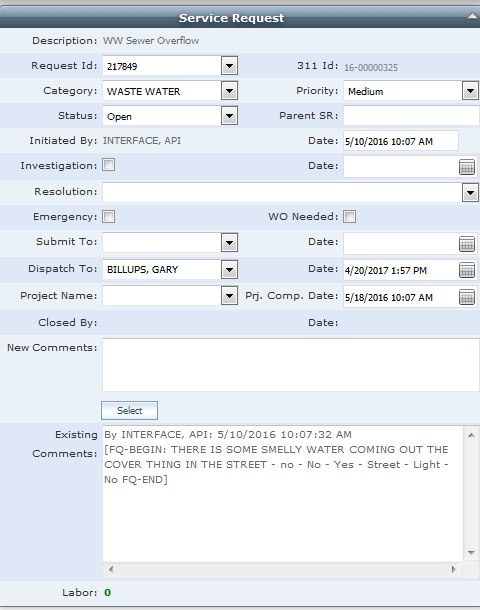 Service Request
Description: WW Sewer Overflow
Request Id: 217849 311 Id: 16-00000325
Category: WASTE WATER Priority: Medium
Status: Open Parent SR:
Initiated By: INTERFACE, API Date: 5/10/2016 10:07 AM
Investigation: Date:
Resolution:
Emergency: WO Needed:
Submit To: Date:
Dispatch To: BILLUPS, GARY Date: 4/20/2017 1:57 PM
Project Name: Prj. Comp. Date: 5/18/2016 10:07 AM
Closed By: Date:
New Comments:
Select
Existing Comments:
By INTERFACE, API: 5/10/2016 10:07:32 AM
[FQ-BEGIN: THERE IS SOME SMELLY WATER COMING OUT THE
COVER THING IN THE STREET - no - No - Yes - Street - Light -
No FQ-END]
Labor: 0